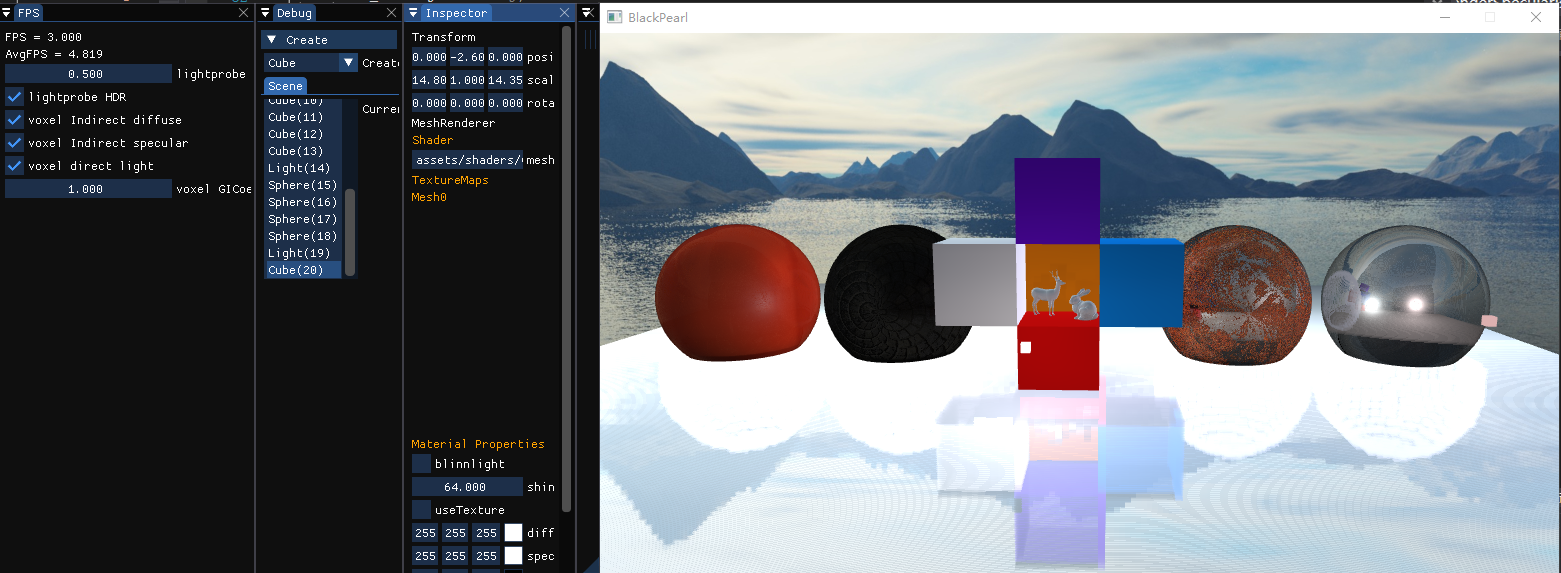 FPS
FPS = 3.000
AvgFPS = 4.819
0.500 lightprobe
lightprobe HDR
voxel Indirect diffuse
voxel Indirect specular
voxel direct light
1.000 voxel GICoe
Debug
Create
Cube Create
Scene
Cube(10)
Curre
Cube(11)
Cube(12)
Cube(13)
Light(14)
Sphere(15)
Sphere(16)
Sphere(17)
Sphere(18)
Light(19)
Cube(20)
Inspector
Transform
0.000 -2.60 0.000 posi
14.80 1.000 14.35 scal
0.000 0.000 0.000 rota
MeshRenderer
Shader
assets/shaders/ mesh
TextureMaps
Mesh0
Material Properties
blinnlight
64.000 shin
useTexture
255 255 255 diff
255 255 255 spec
BlackPearl